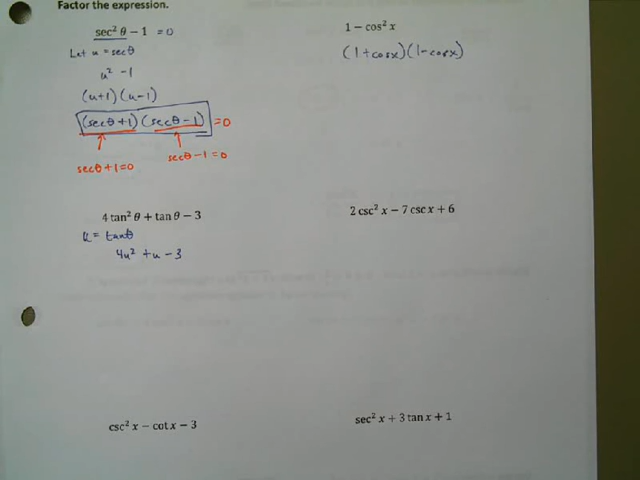 Factor the expression.
sec² θ − 1 = 0
Let u = secθ
u² − 1
(u+1)(u−1)
(secθ+1)(secθ−1) = 0
secθ+1=0
secθ−1=0
1 − cos² x
(1+cosx)(1−cosx)
4 tan² θ + tan θ − 3
u = tanθ
4u² + u − 3
2 csc² x − 7 csc x + 6
csc² x − cot x − 3
sec² x + 3 tan x + 1